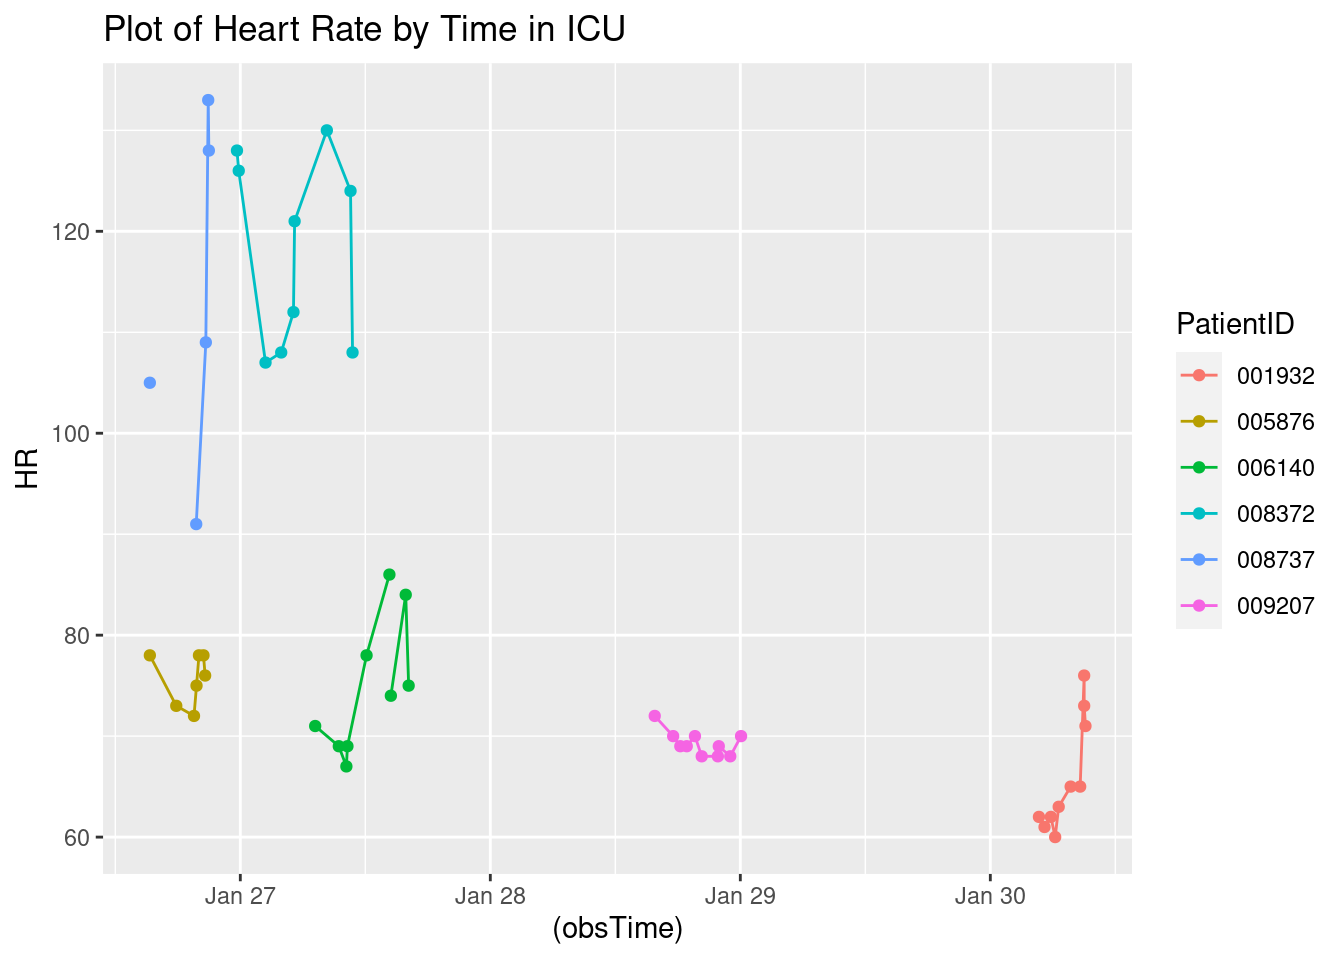 Plot of Heart Rate by Time in ICU
120
100
80
60
HR
Jan 27
Jan 28
Jan 29
Jan 30
(obsTime)
PatientID
001932
005876
006140
008372
008737
009207